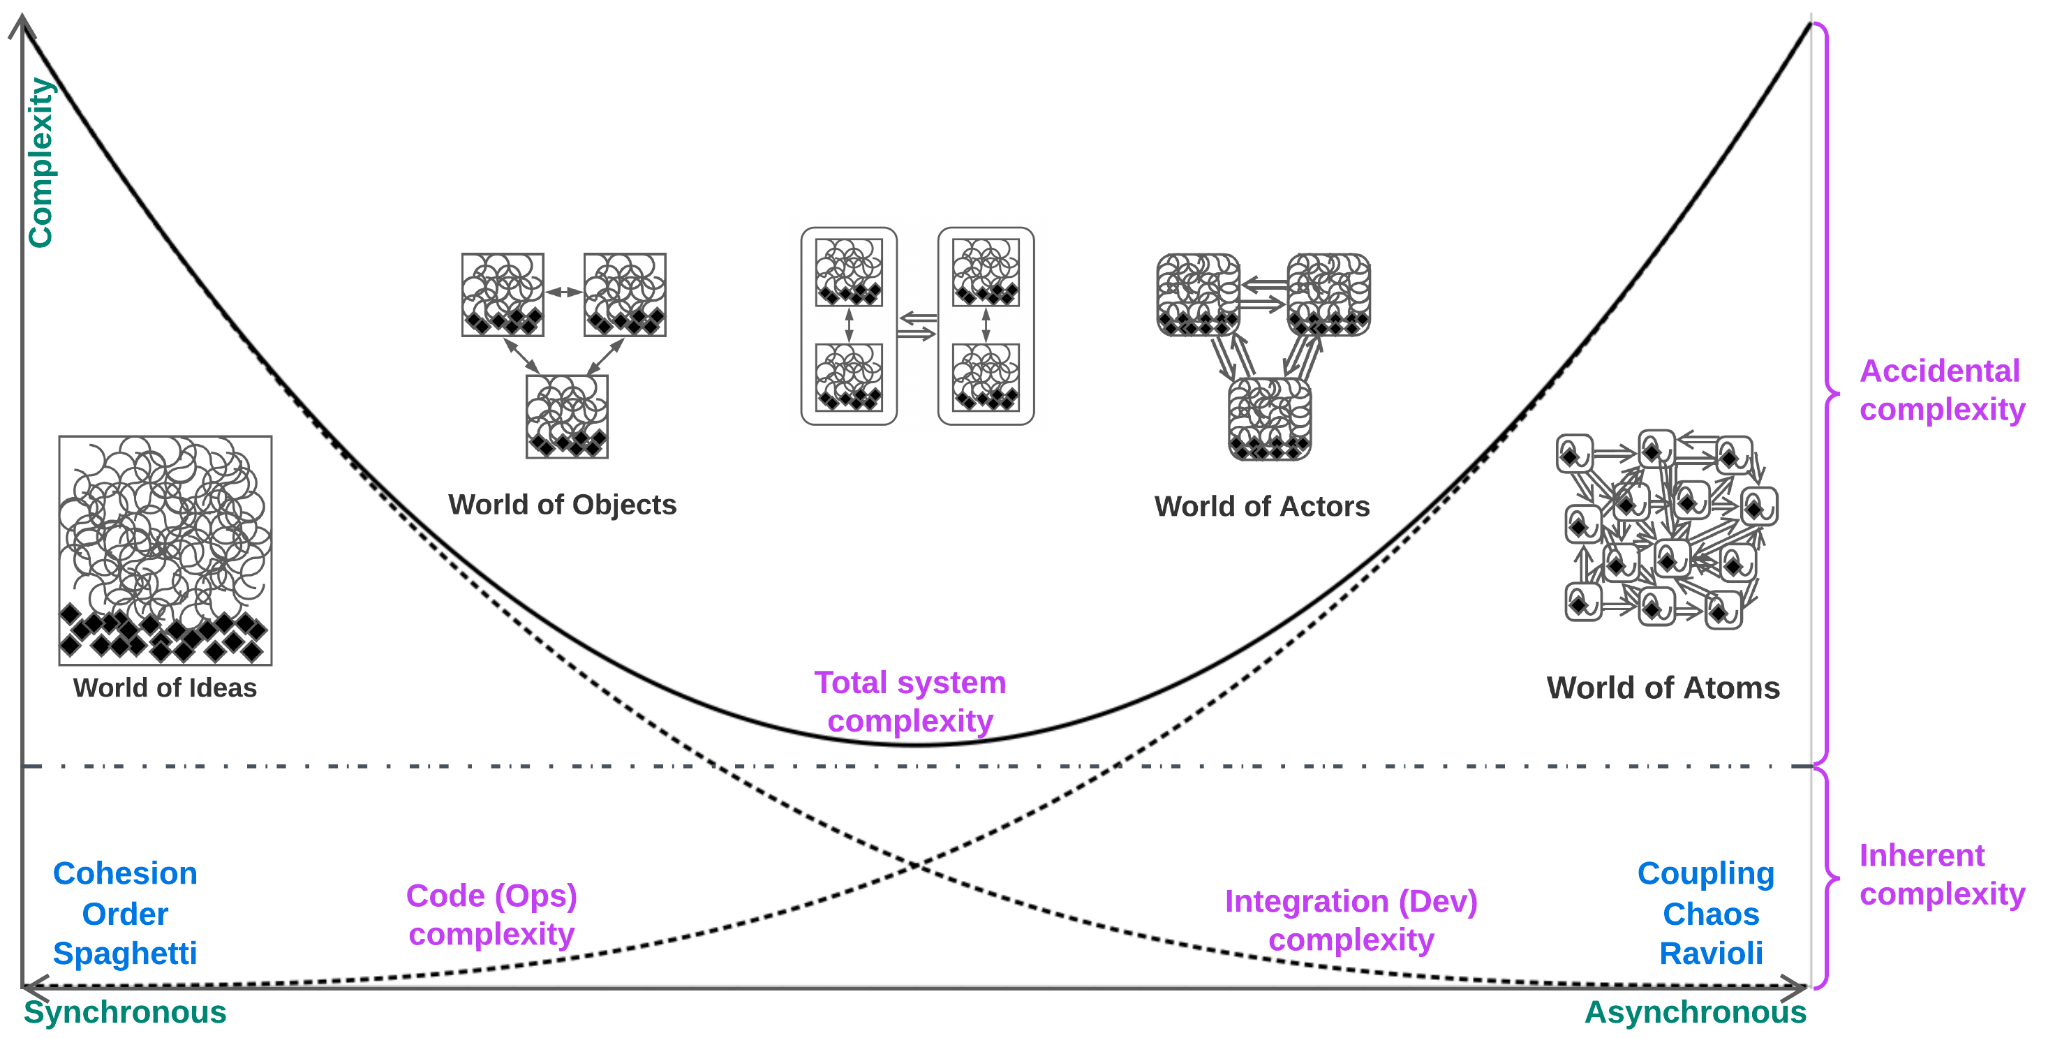 Complexity
World of Ideas
World of Objects
World of Actors
World of Atoms
Total system
complexity
Accidental
complexity
Inherent
complexity
Cohesion
Order
Spaghetti
Code (Ops)
complexity
Integration (Dev)
complexity
Coupling
Chaos
Ravioli
Synchronous
Asynchronous